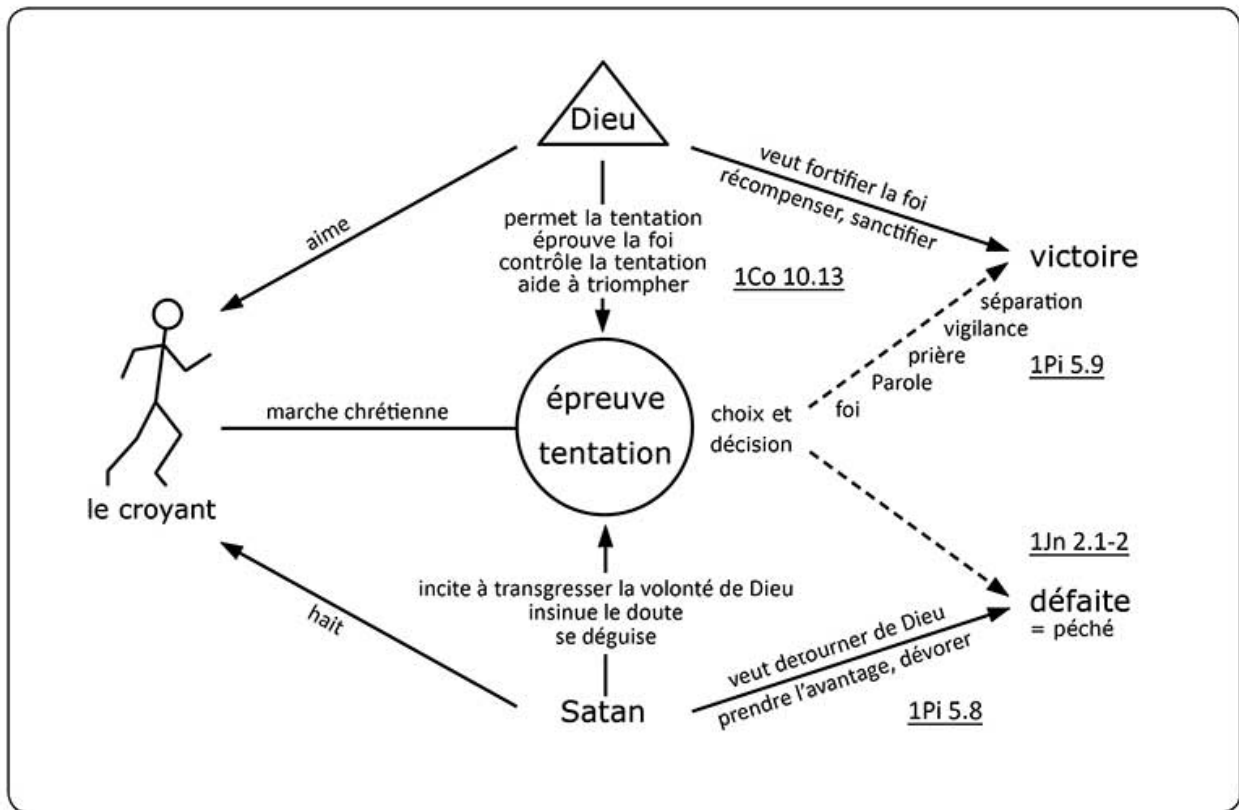 Dieu
aime
permet la tentation
éprouve la foi
contrôle la tentation
aide à triompher
1Co 10.13
veut fortifier la foi
récompenser, sanctifier
victoire
séparation
vigilance
prière
Parole
foi
1Pi 5.9
le croyant
marche chrétienne
épreuve
tentation
choix et
décision
1Jn 2.1-2
défaite
= péché
hait
incite à transgresser la volonté de Dieu
insinue le doute
se déguise
Satan
veut détourner de Dieu
prendre l'avantage, dévorer
1Pi 5.8